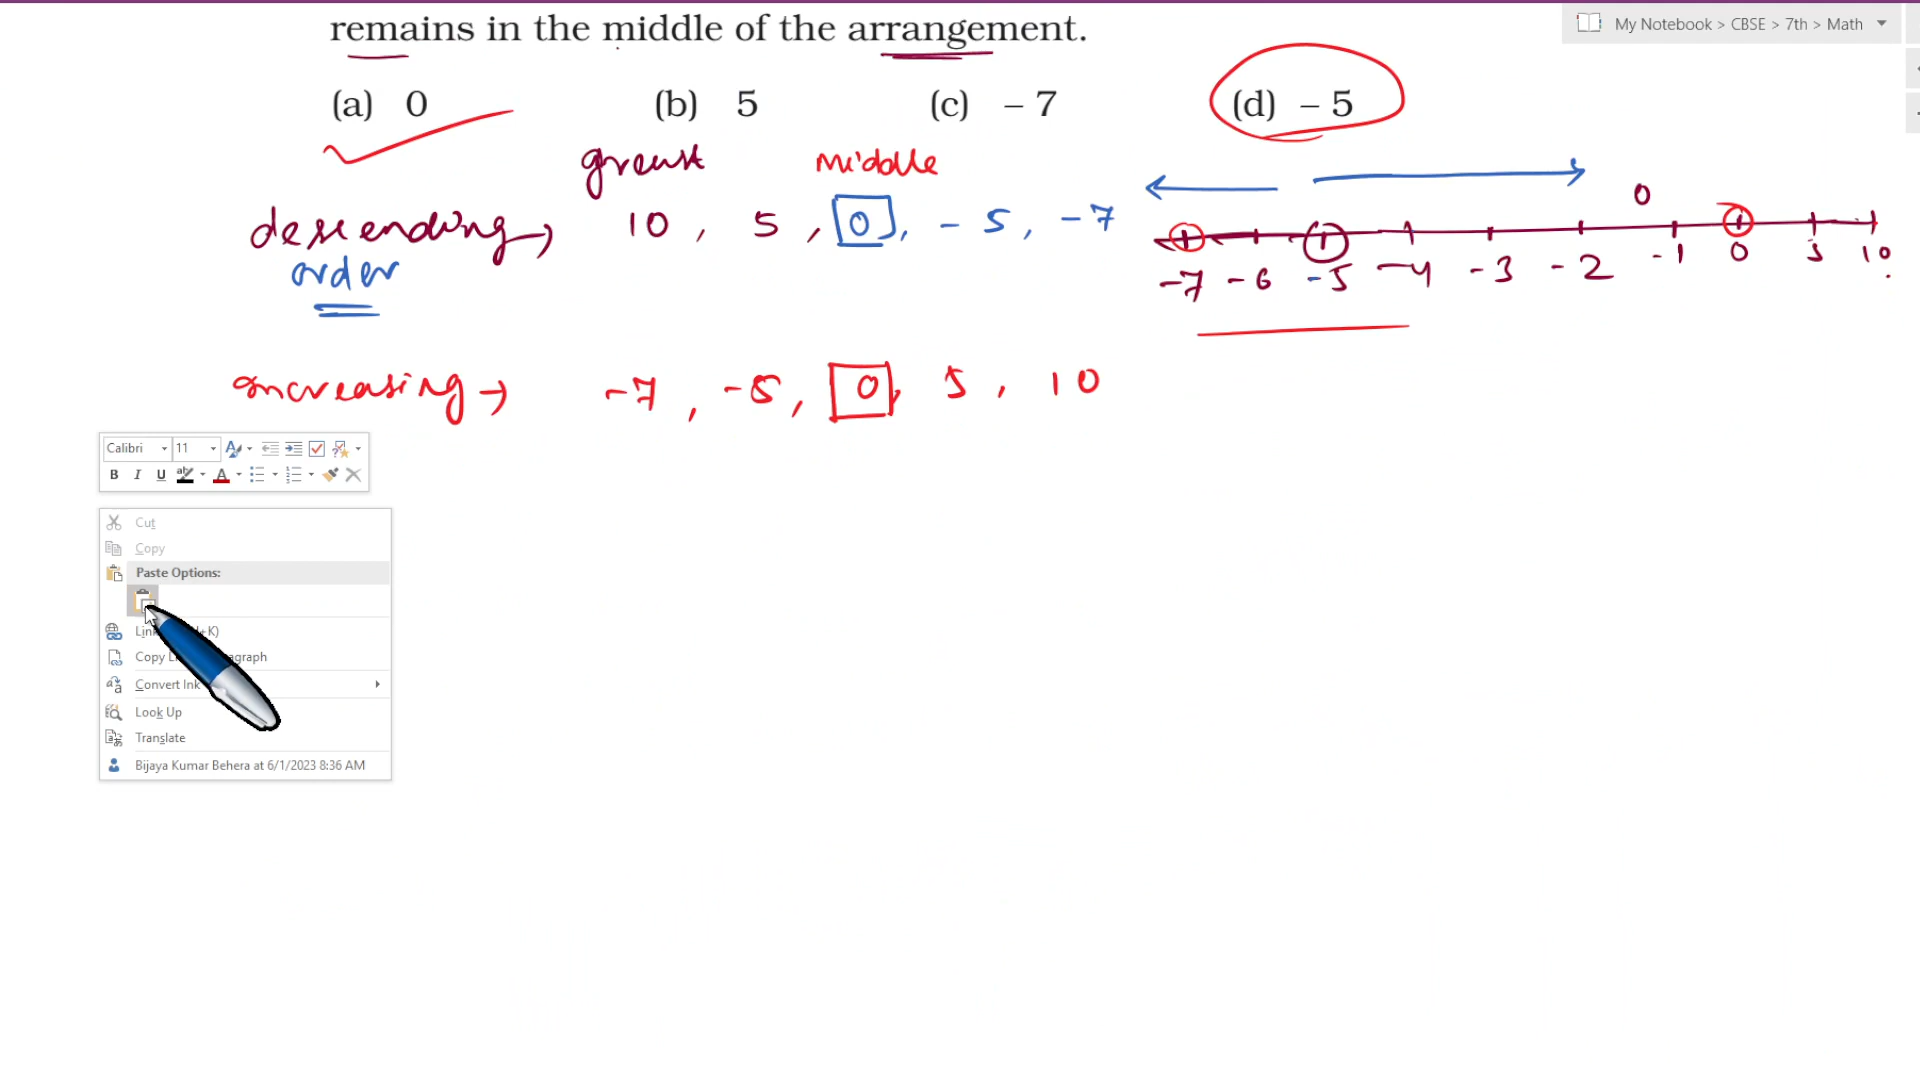 remains in the middle of the arrangement.
My Notebook > CBSE > 7th > Math
(a) 0 (b) 5 (c) – 7 (d) – 5
middle
descending → 10 , 5 , 0 , - 5 , - 7
order
0
-7 -6 -5 -4 -3 -2 -1 0 5 10
increasing → -7 , -5 , 0 , 5 , 10
Calibri 11
B I U
Cut
Copy
Paste Options:
Copy
Convert Ink
Look Up
Translate
Bijaya Kumar Behera at 6/1/2023 8:36 AM